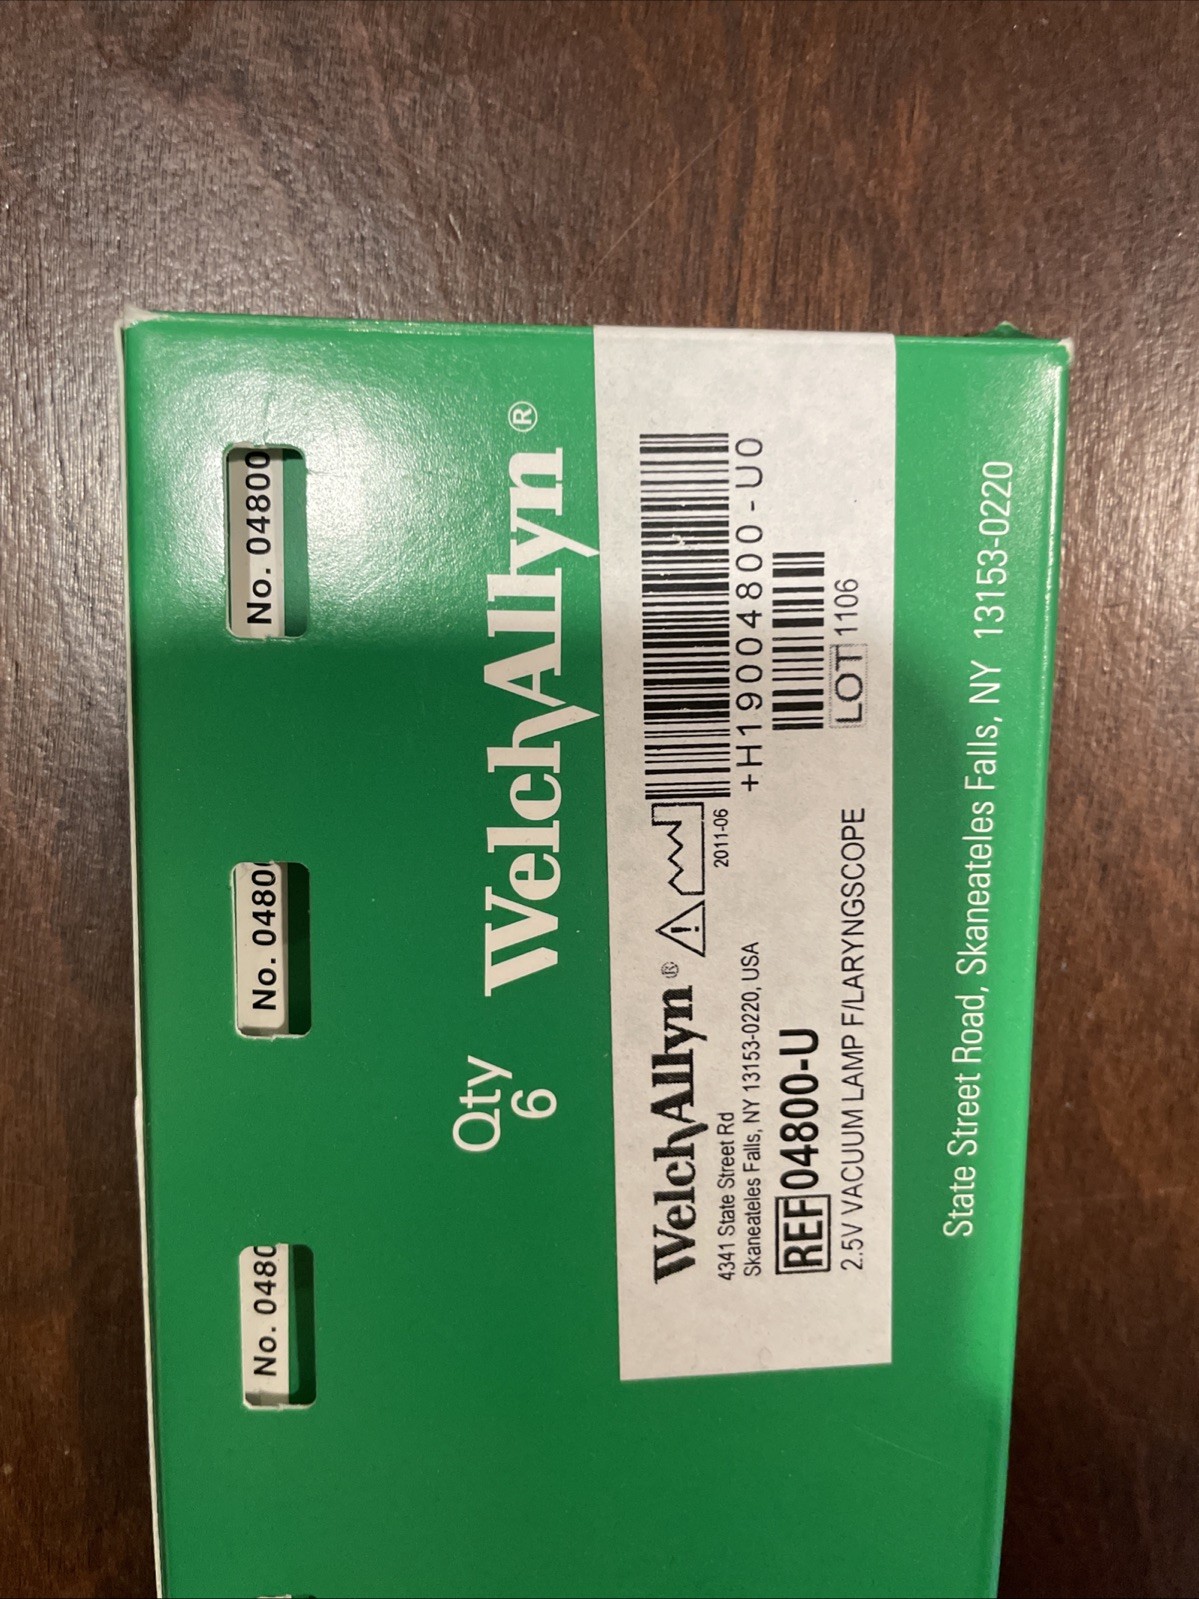 No. 04800
No. 0480
No. 0480
Qty
6
WelchAllyn®
WelchAllyn®
2011-06
4341 State Street Rd
Skaneateles Falls, NY 13153-0220, USA
REF 04800-U
2.5V VACUUM LAMP F/LARYNGSCOPE
+H19004800-U0
LOT 1106
State Street Road, Skaneateles Falls, NY 13153-0220